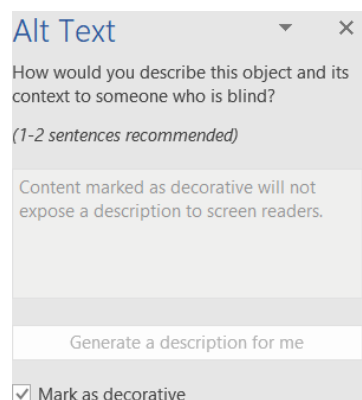 Alt Text
How would you describe this object and its
context to someone who is blind?
(1-2 sentences recommended)
Content marked as decorative will not
expose a description to screen readers.
Generate a description for me
Mark as decorative